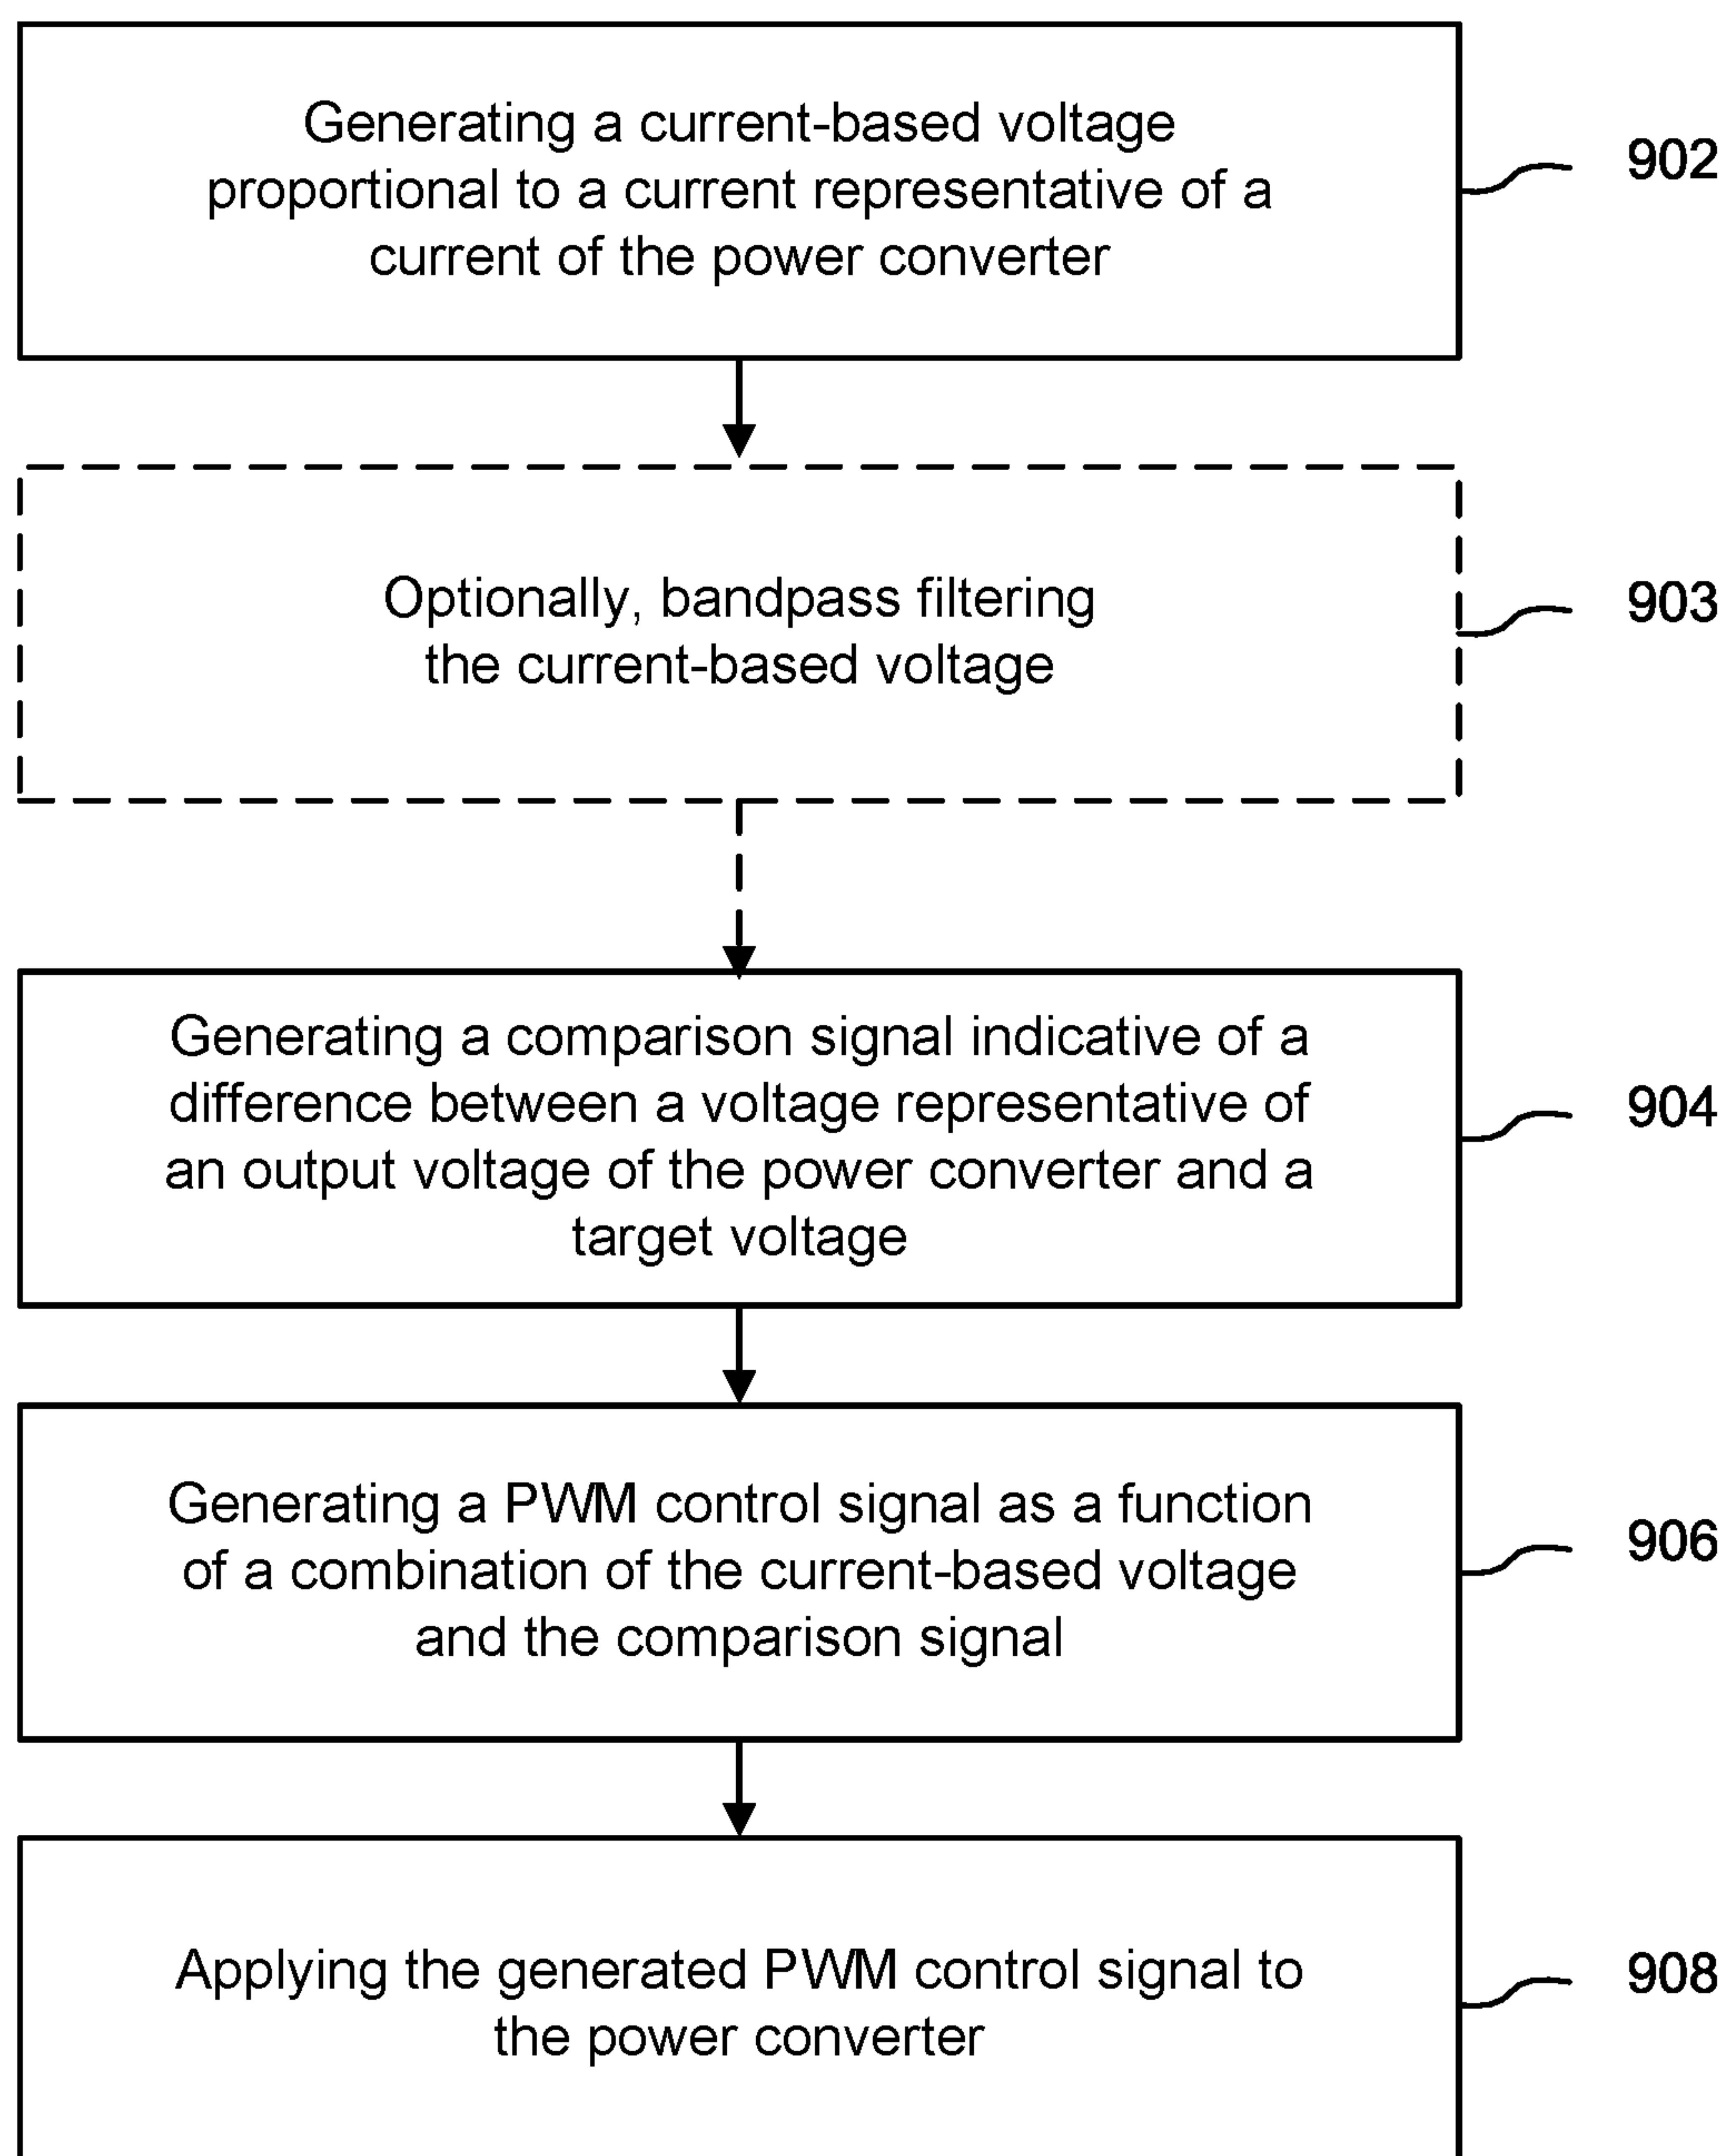 Generating a current-based voltage
proportional to a current representative of a
current of the power converter
902
Optionally, bandpass filtering
the current-based voltage
903
Generating a comparison signal indicative of a
difference between a voltage representative of
an output voltage of the power converter and a
target voltage
904
Generating a PWM control signal as a function
of a combination of the current-based voltage
and the comparison signal
906
Applying the generated PWM control signal to
the power converter
908